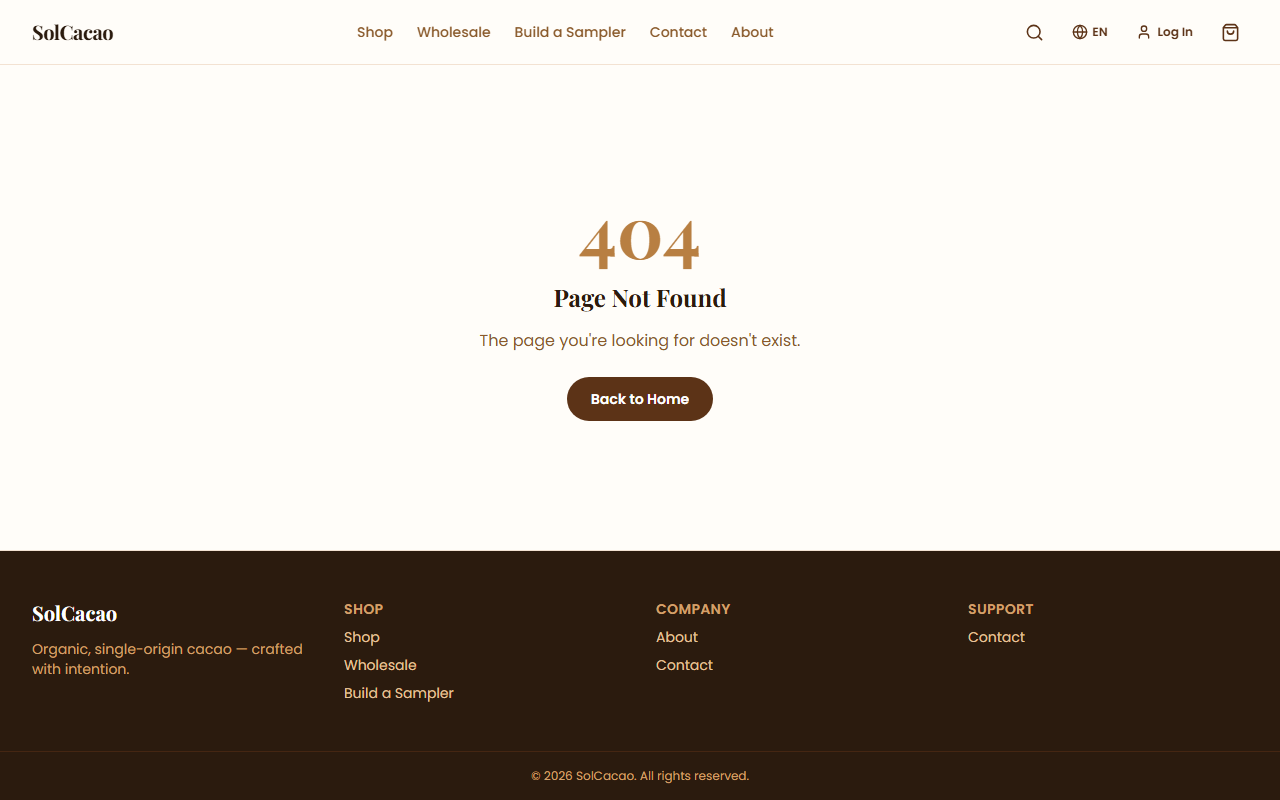 SolCacao
Shop
Wholesale
Build a Sampler
Contact
About
EN
Log In
404
Page Not Found
The page you're looking for doesn't exist.
Back to Home
SolCacao
Organic, single-origin cacao — crafted
with intention.
SHOP
Shop
Wholesale
Build a Sampler
COMPANY
About
Contact
SUPPORT
Contact
© 2026 SolCacao. All rights reserved.